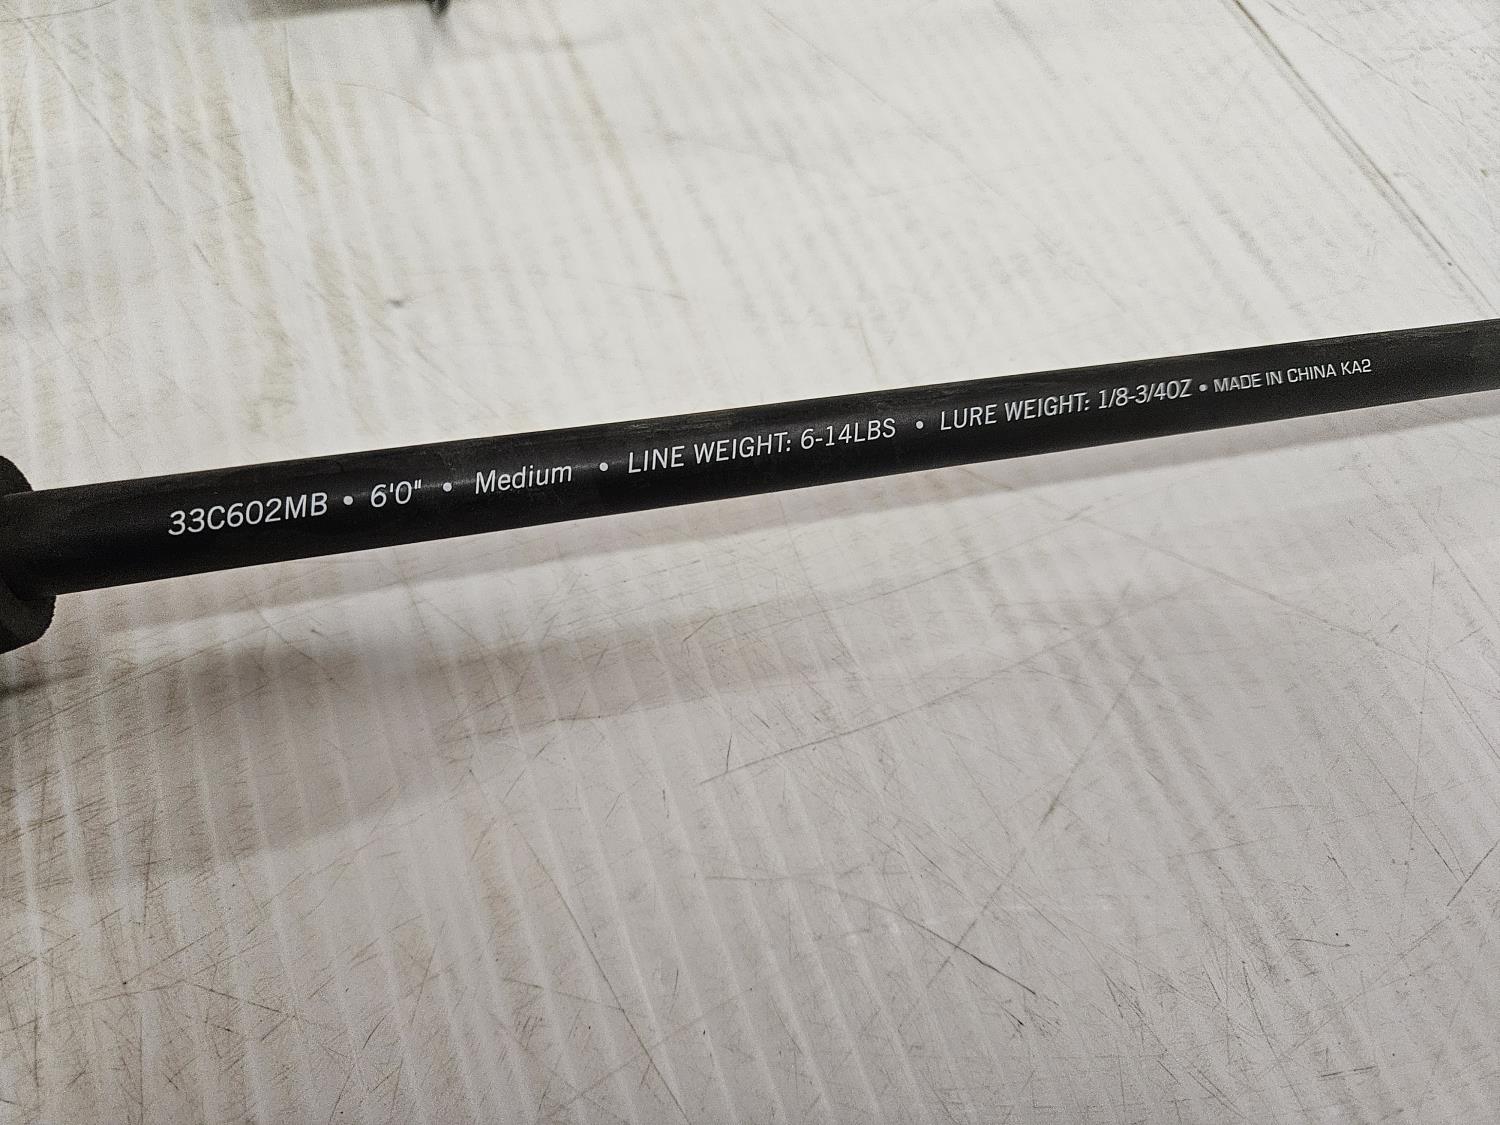 33C602MB • 6'0" • Medium • LINE WEIGHT: 6-14LBS • LURE WEIGHT: 1/8-3/4OZ • MADE IN CHINA KA2